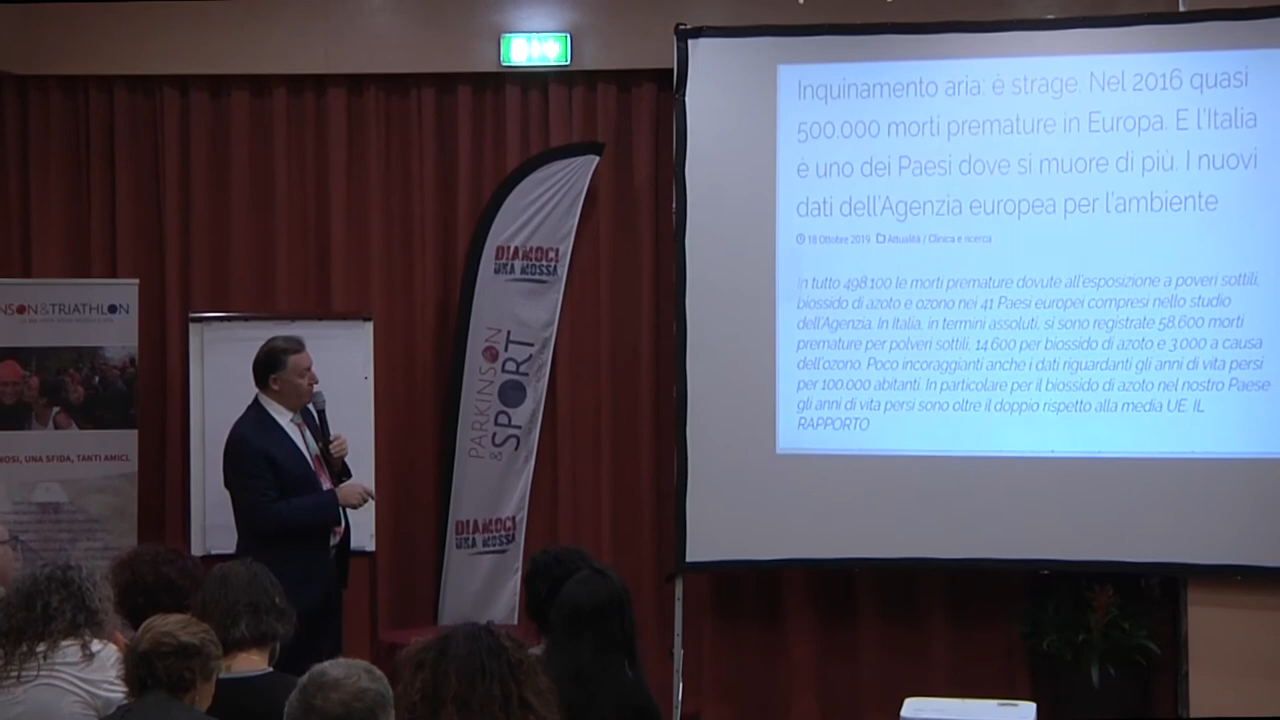 Inquinamento aria: è strage. Nel 2016 quasi
500.000 morti premature in Europa. E l'Italia
è uno dei Paesi dove si muore di più. I nuovi
dati dell'Agenzia europea per l'ambiente
18 Ottobre 2019 Attualità / Clinica e ricerca
In tutto 498.100 le morti premature dovute all'esposizione a poveri sottili,
biossido di azoto e ozono nei 41 Paesi europei compresi nello studio
dell'Agenzia. In Italia, in termini assoluti, si sono registrate 58.600 morti
premature per polveri sottili, 14.600 per biossido di azoto e 3.000 a causa
dell'ozono. Poco incoraggianti anche i dati riguardanti gli anni di vita persi
per 100.000 abitanti. In particolare per il biossido di azoto nel nostro Paese
gli anni di vita persi sono oltre il doppio rispetto alla media UE. IL
RAPPORTO
DIAMOCI
UNA MOSSA
PARKINSON
& SPORT
DIAMOCI
UNA MOSSA
NSON&TRIATHLON
NOSI, UNA SFIDA, TANTI AMICI.